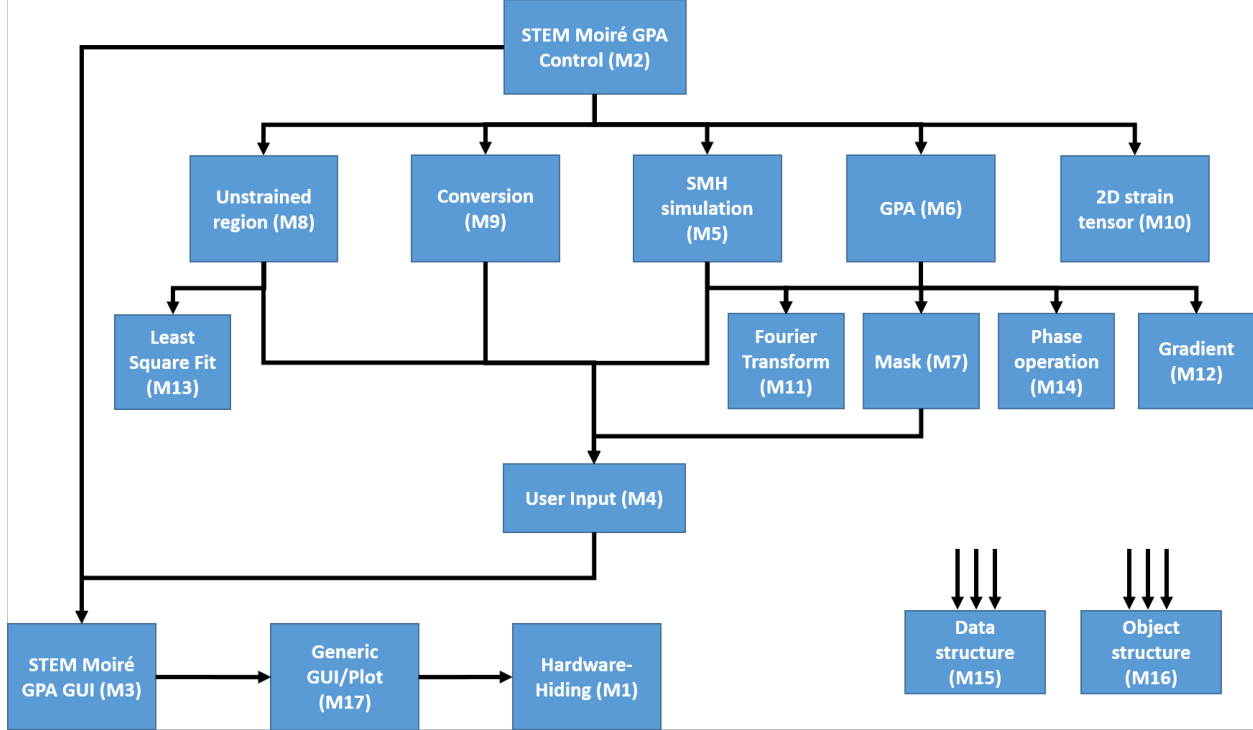 STEM Moiré GPA
Control (M2)
Unstrained
region (M8)
Conversion
(M9)
SMH
simulation
(M5)
GPA (M6)
2D strain
tensor (M10)
Least
Square Fit
(M13)
Fourier
Transform
(M11)
Mask (M7)
Phase
operation
(M14)
Gradient
(M12)
User Input (M4)
STEM Moiré
GPA GUI (M3)
Generic
GUI/Plot
(M17)
Hardware-
Hiding (M1)
Data
structure
(M15)
Object
structure
(M16)